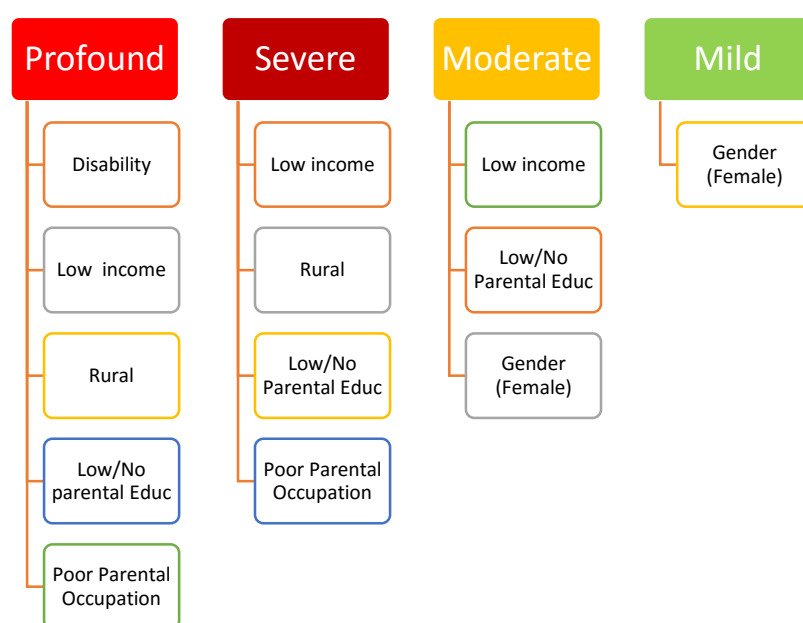 Profound
Disability
Low income
Rural
Low/No
parental Educ
Poor Parental
Occupation
Severe
Low income
Rural
Low/No
Parental Educ
Poor Parental
Occupation
Moderate
Low income
Low/No
Parental Educ
Gender
(Female)
Mild
Gender
(Female)